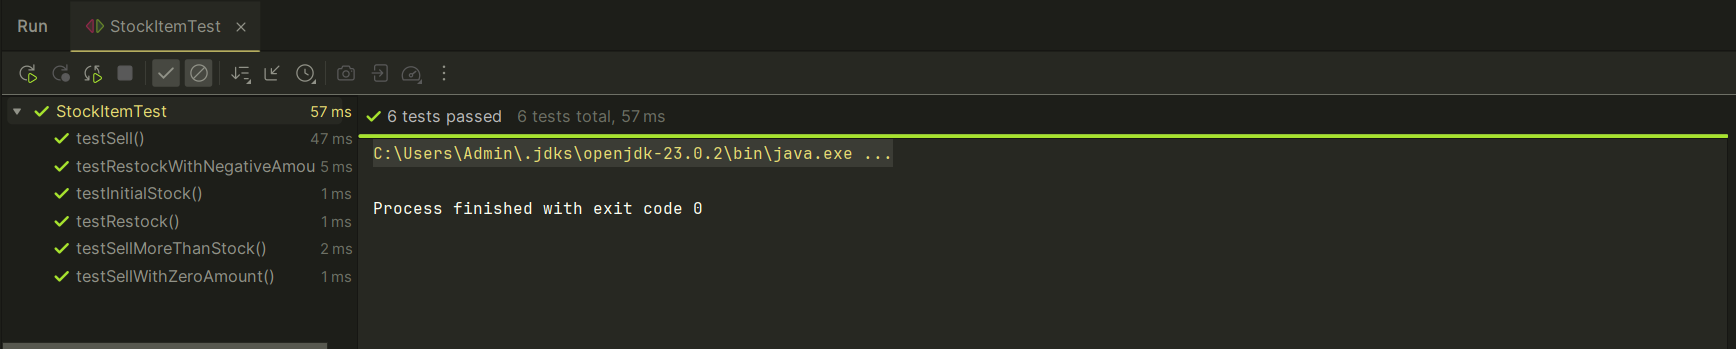 Run StockItemTest
StockItemTest 57 ms
testSell() 47 ms
testRestockWithNegativeAmou 5 ms
testInitialStock() 1 ms
testRestock() 1 ms
testSellMoreThanStock() 2 ms
testSellWithZeroAmount() 1 ms
6 tests passed 6 tests total, 57 ms
C:\Users\Admin\.jdks\openjdk-23.0.2\bin\java.exe ...
Process finished with exit code 0